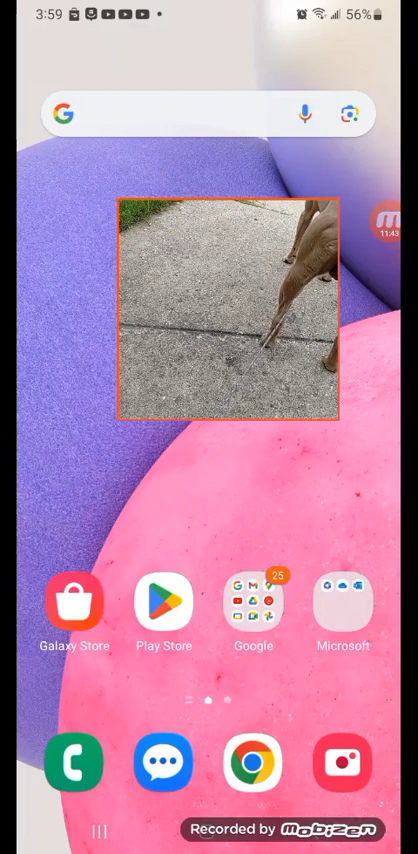 3:59
56%
11:43
25
Galaxy Store
Play Store
Google
Microsoft
Recorded by Mobizen